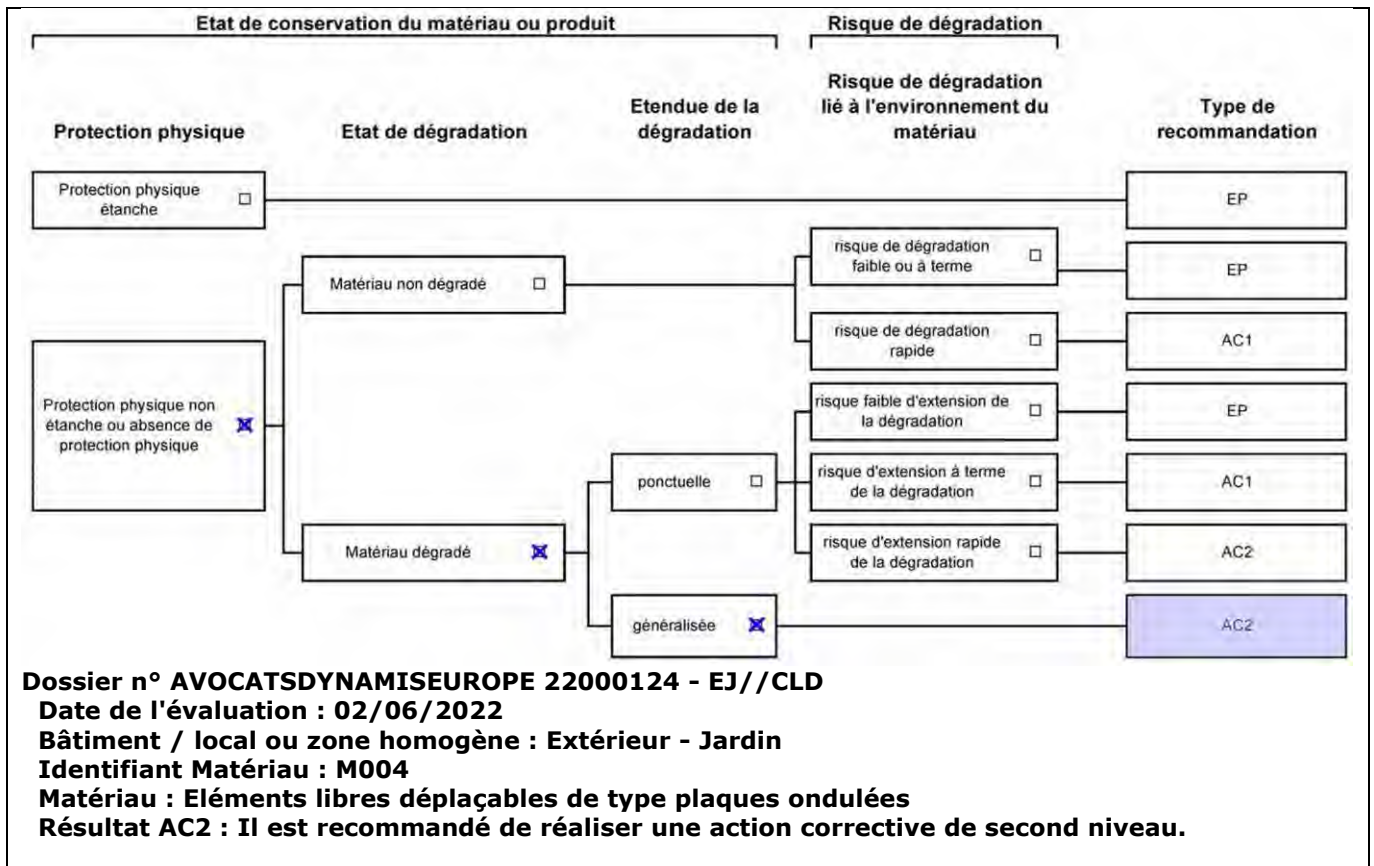 Etat de conservation du matériau ou produit
Risque de dégradation
Protection physique
Etat de dégradation
Etendue de la
dégradation
Risque de dégradation
lié à l'environnement du
matériau
Type de
recommandation
Protection physique
étanche
EP
risque de dégradation
faible ou à terme
EP
Matériau non dégradé
risque de dégradation
rapide
AC1
Protection physique non
étanche ou absence de
protection physique
risque faible d'extension de
la dégradation
EP
ponctuelle
risque d'extension à terme
de la dégradation
AC1
Matériau dégradé
risque d'extension rapide
de la dégradation
AC2
généralisée
AC2
Dossier n° AVOCATSDYNAMISEUROPE 22000124 - EJ//CLD
Date de l'évaluation : 02/06/2022
Bâtiment / local ou zone homogène : Extérieur - Jardin
Identifiant Matériau : M004
Matériau : Eléments libres déplaçables de type plaques ondulées
Résultat AC2 : Il est recommandé de réaliser une action corrective de second niveau.